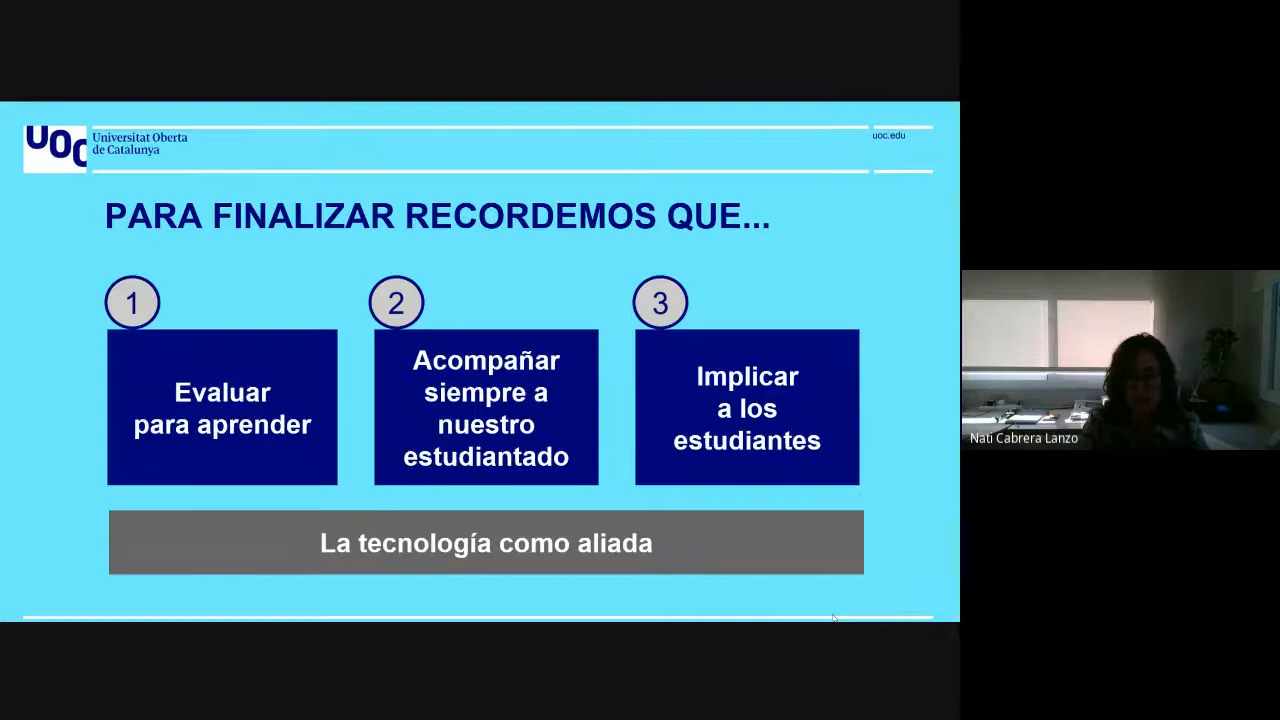 UOC
Universitat Oberta
de Catalunya
uoc.edu
PARA FINALIZAR RECORDEMOS QUE...
1
Evaluar
para aprender
2
Acompañar
siempre a
nuestro
estudiantado
3
Implicar
a los
estudiantes
La tecnología como aliada
Nati Cabrera Lanzo